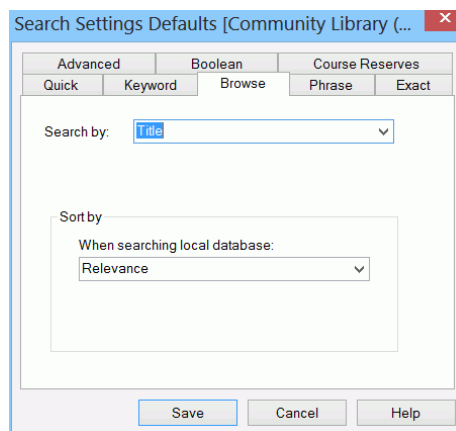 Search Settings Defaults [Community Library (...
Advanced Boolean Course Reserves
Quick Keyword Browse Phrase Exact
Search by: Title
Sort by
When searching local database:
Relevance
Save Cancel Help